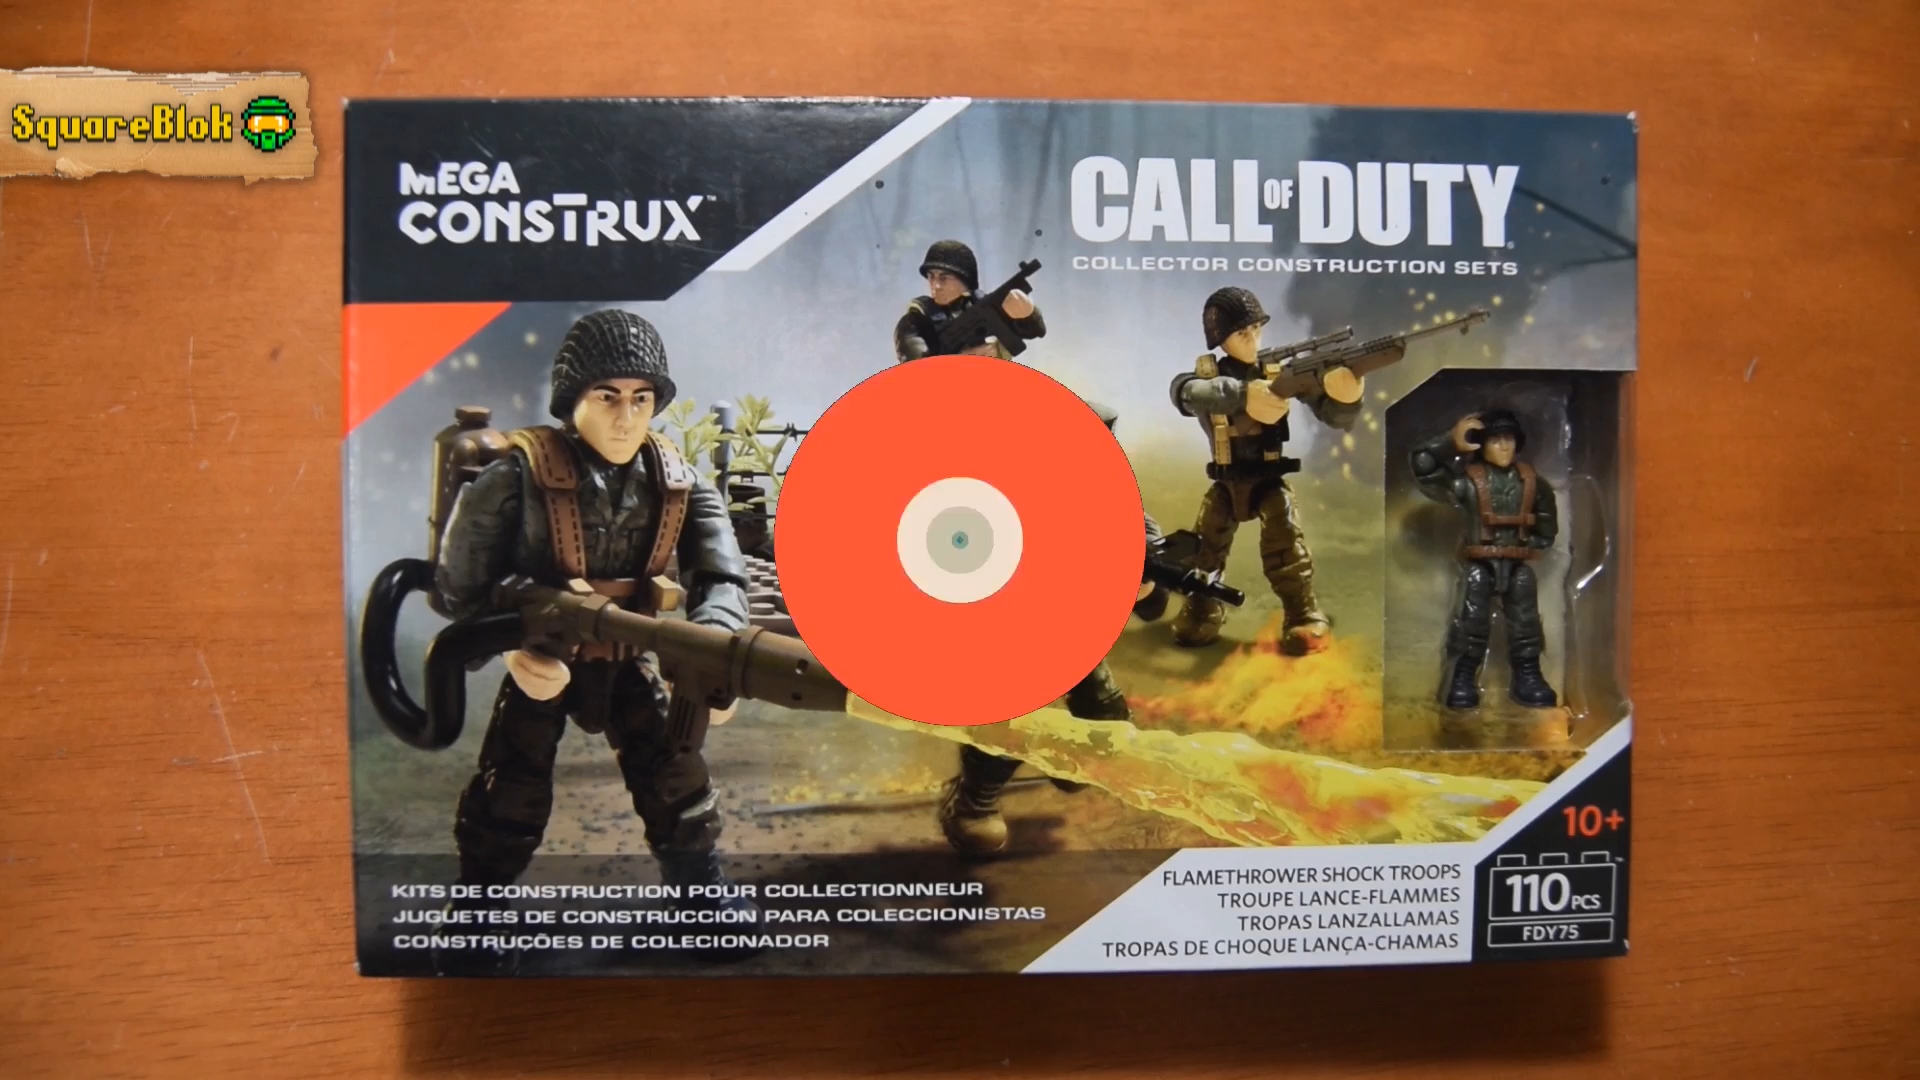 SquareBlok
MEGA
CONSTRUX™
CALL OF DUTY
COLLECTOR CONSTRUCTION SETS
10+
KITS DE CONSTRUCTION POUR COLLECTIONNEUR
JUGUETES DE CONSTRUCCIÓN PARA COLECCIONISTAS
CONSTRUÇÕES DE COLECIONADOR
FLAMETHROWER SHOCK TROOPS
TROUPE LANCE-FLAMMES
TROPAS LANZALLAMAS
TROPAS DE CHOQUE LANÇA-CHAMAS
110 PCS
FDY75